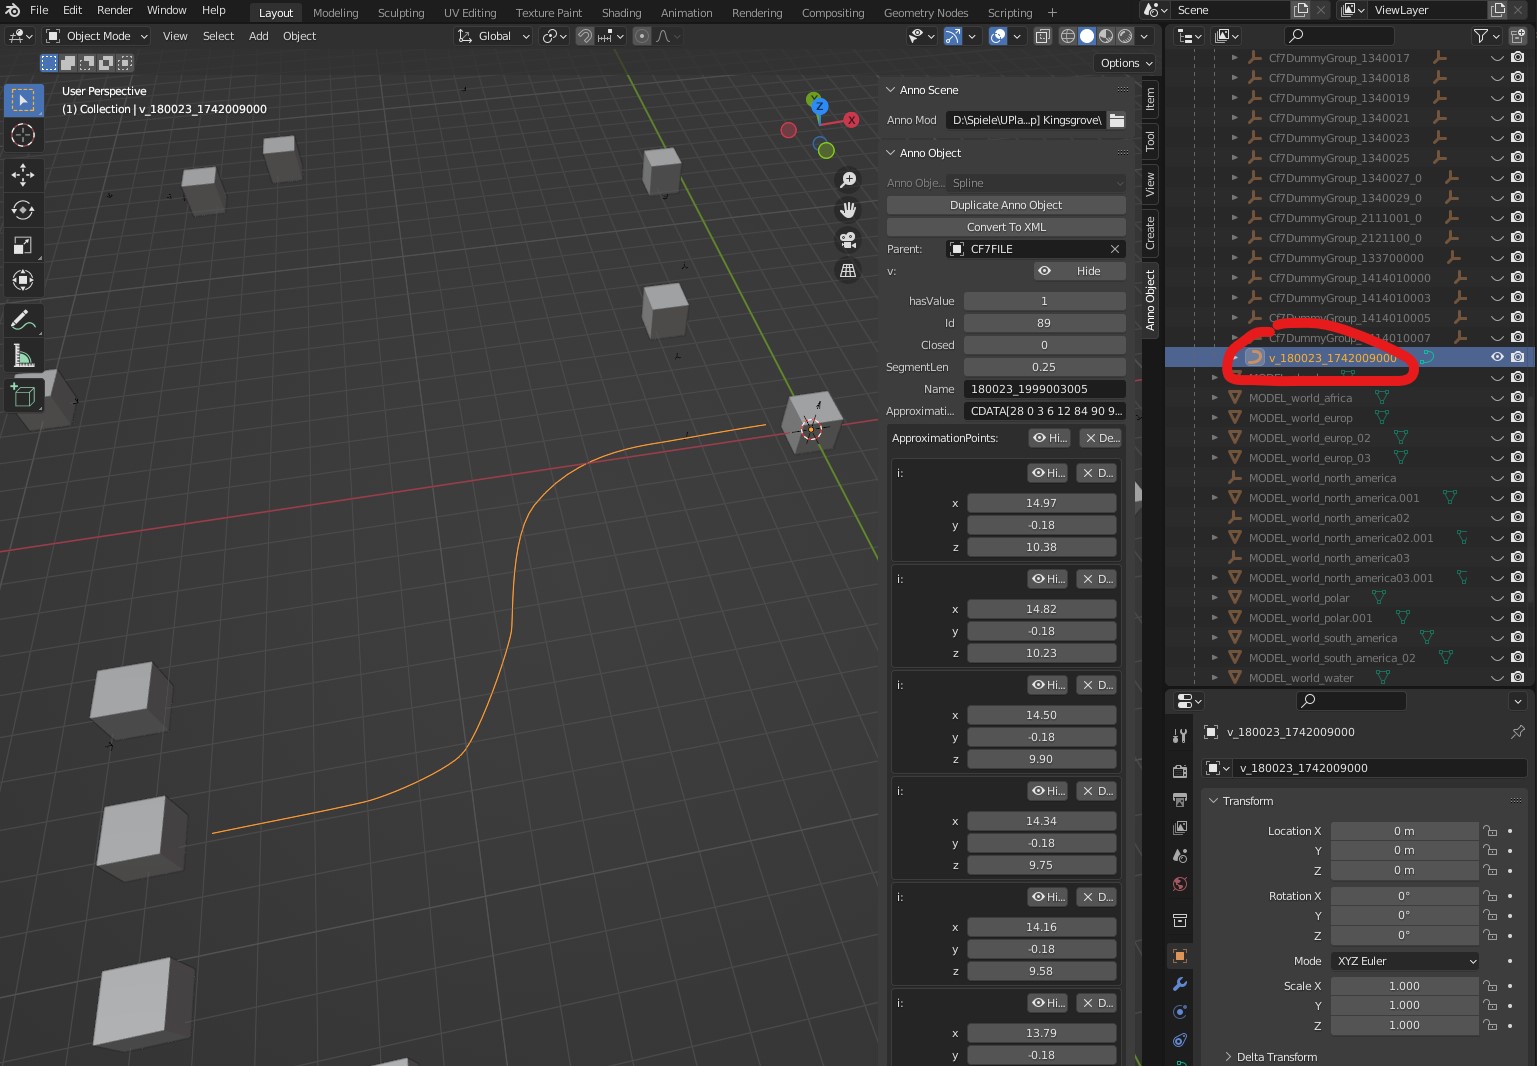 File Edit Render Window Help
Layout Modeling Sculpting UV Editing Texture Paint Shading Animation Rendering Compositing Geometry Nodes Scripting +
Scene
ViewLayer
Object Mode View Select Add Object
Global
Options
User Perspective
(1) Collection | v_180023_1742009000
Z
X
Anno Scene
Anno Mod D:\Spiele\UPla...p] Kingsgrove\
Anno Object
Anno Obje... Spline
Duplicate Anno Object
Convert To XML
Parent: CF7FILE
v: Hide
hasValue 1
Id 89
Closed 0
SegmentLen 0.25
Name 180023_1999003005
Approximati... CDATA[28 0 3 6 12 84 90 9...
ApproximationPoints: Hi... De...
i: Hi... D...
x 14.97
y -0.18
z 10.38
i: Hi... D...
x 14.82
y -0.18
z 10.23
i: Hi... D...
x 14.50
y -0.18
z 9.90
i: Hi... D...
x 14.34
y -0.18
z 9.75
i: Hi... D...
x 14.16
y -0.18
z 9.58
i: Hi... D...
x 13.79
y -0.18
Item
Tool
View
Create
Anno Object
Cf7DummyGroup_1340017
Cf7DummyGroup_1340018
Cf7DummyGroup_1340019
Cf7DummyGroup_1340021
Cf7DummyGroup_1340023
Cf7DummyGroup_1340025
Cf7DummyGroup_1340027_0
Cf7DummyGroup_1340029_0
Cf7DummyGroup_2111001_0
Cf7DummyGroup_2121100_0
Cf7DummyGroup_133700000
Cf7DummyGroup_1414010000
Cf7DummyGroup_1414010003
Cf7DummyGroup_1414010005
Cf7DummyGroup_1414010007
v_180023_1742009000
MODEL_world_africa
MODEL_world_europ
MODEL_world_europ_02
MODEL_world_europ_03
MODEL_world_north_america
MODEL_world_north_america.001
MODEL_world_north_america02
MODEL_world_north_america02.001
MODEL_world_north_america03
MODEL_world_north_america03.001
MODEL_world_polar
MODEL_world_polar.001
MODEL_world_south_america
MODEL_world_south_america_02
MODEL_world_water
v_180023_1742009000
v_180023_1742009000
Transform
Location X 0 m
Y 0 m
Z 0 m
Rotation X 0°
Y 0°
Z 0°
Mode XYZ Euler
Scale X 1.000
Y 1.000
Z 1.000
Delta Transform